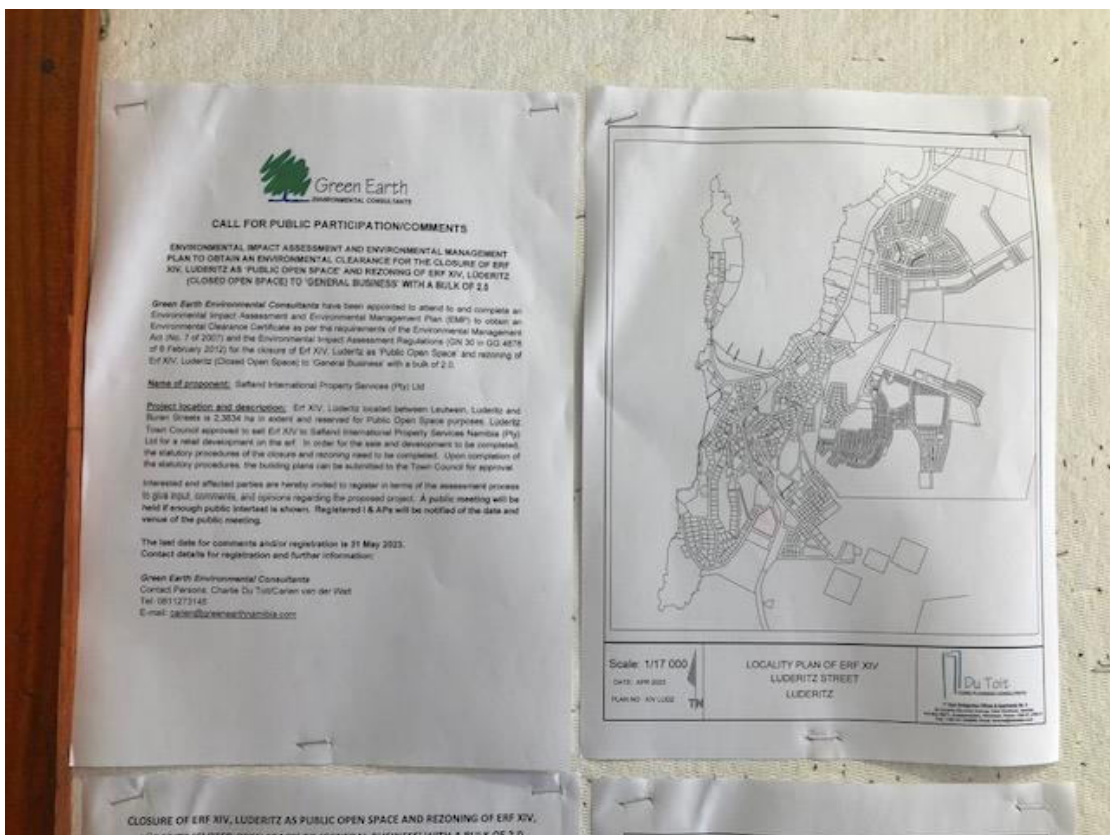 Green Earth
ENVIRONMENTAL CONSULTANTS
CALL FOR PUBLIC PARTICIPATION/COMMENTS
ENVIRONMENTAL IMPACT ASSESSMENT AND ENVIRONMENTAL MANAGEMENT
PLAN TO OBTAIN AN ENVIRONMENTAL CLEARANCE FOR THE CLOSURE OF ERF
XIV, LUDERITZ AS 'PUBLIC OPEN SPACE' AND REZONING OF ERF XIV, LÜDERITZ
(CLOSED OPEN SPACE) TO 'GENERAL BUSINESS' WITH A BULK OF 2.0
Green Earth Environmental Consultants have been appointed to attend to and complete an
Environmental Impact Assessment and Environmental Management Plan (EMP) to obtain an
Environmental Clearance Certificate as per the requirements of the Environmental Management
Act (No. 7 of 2007) and the Environmental Impact Assessment Regulations (GN 30 in GG 4878
of 6 February 2012) for the closure of Erf XIV, Luderitz as 'Public Open Space' and rezoning of
Erf XIV, Luderitz (Closed Open Space) to 'General Business' with a bulk of 2.0.
Name of proponent: Safland International Property Services (Pty) Ltd
Project location and description: Erf XIV, Luderitz located between Leutwein, Luderitz and
Buren Streets is 2,3834 ha in extent and reserved for Public Open Space purposes. Lüderitz
Town Council approved to sell Erf XIV to Safland International Property Services Namibia (Pty)
Ltd for a retail development on the erf. In order for the sale and development to be completed,
the statutory procedures of the closure and rezoning need to be completed. Upon completion of
the statutory procedures, the building plans can be submitted to the Town Council for approval.
Interested and affected parties are hereby invited to register in terms of the assessment process
to give input, comments, and opinions regarding the proposed project. A public meeting will be
held if enough public interest is shown. Registered I & APs will be notified of the date and
venue of the public meeting.
The last date for comments and/or registration is 31 May 2023.
Contact details for registration and further information:
Green Earth Environmental Consultants
Contact Persons: Charlie Du Toit/Carien van der Walt
Tel: 0811273145
E-mail: carien@greenearthnamibia.com
Scale: 1/17 000
DATE: APR 2023
PLAN NO: XIV LUDZ
TN
LOCALITY PLAN OF ERF XIV
LUDERITZ STREET
LUDERITZ
Du Toit
TOWN PLANNING CONSULTANTS
CLOSURE OF ERF XIV, LUDERITZ AS PUBLIC OPEN SPACE AND REZONING OF ERF XIV,